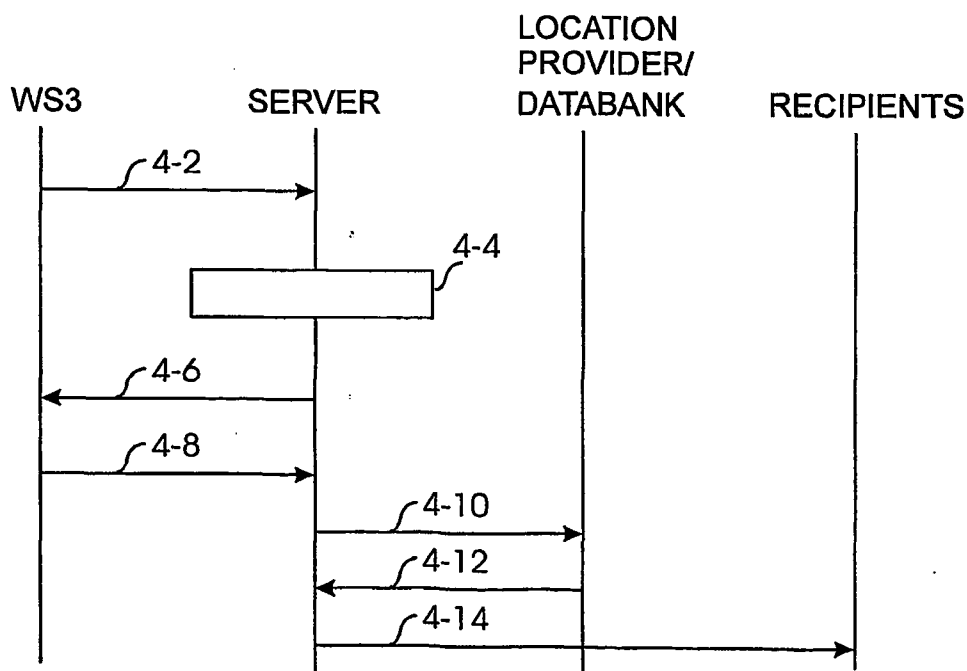 LOCATION
PROVIDER/
WS3 SERVER DATABANK RECIPIENTS
4-2
4-4
4-6
4-8
4-10
4-12
4-14